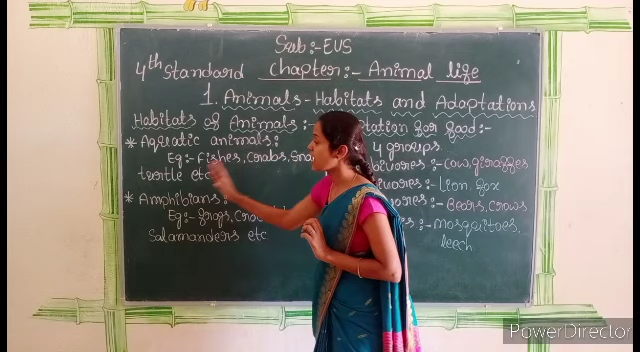 Sub:- EVS
4th Standard Chapter:- Animal life
1. Animals - Habitats and Adaptations
Habitats of Animals:- tation for food:-
* Aquatic animals: 4 groups
Eg:- fishes, Crabs, Sna bivores:- Cow, giraffes
turtle etc ivores:- Lion, fox
* Amphibians: vores:- Bears, Crows
Eg:- frogs, Croc :- Mosquitoes,
Salamanders etc leech
PowerDirector